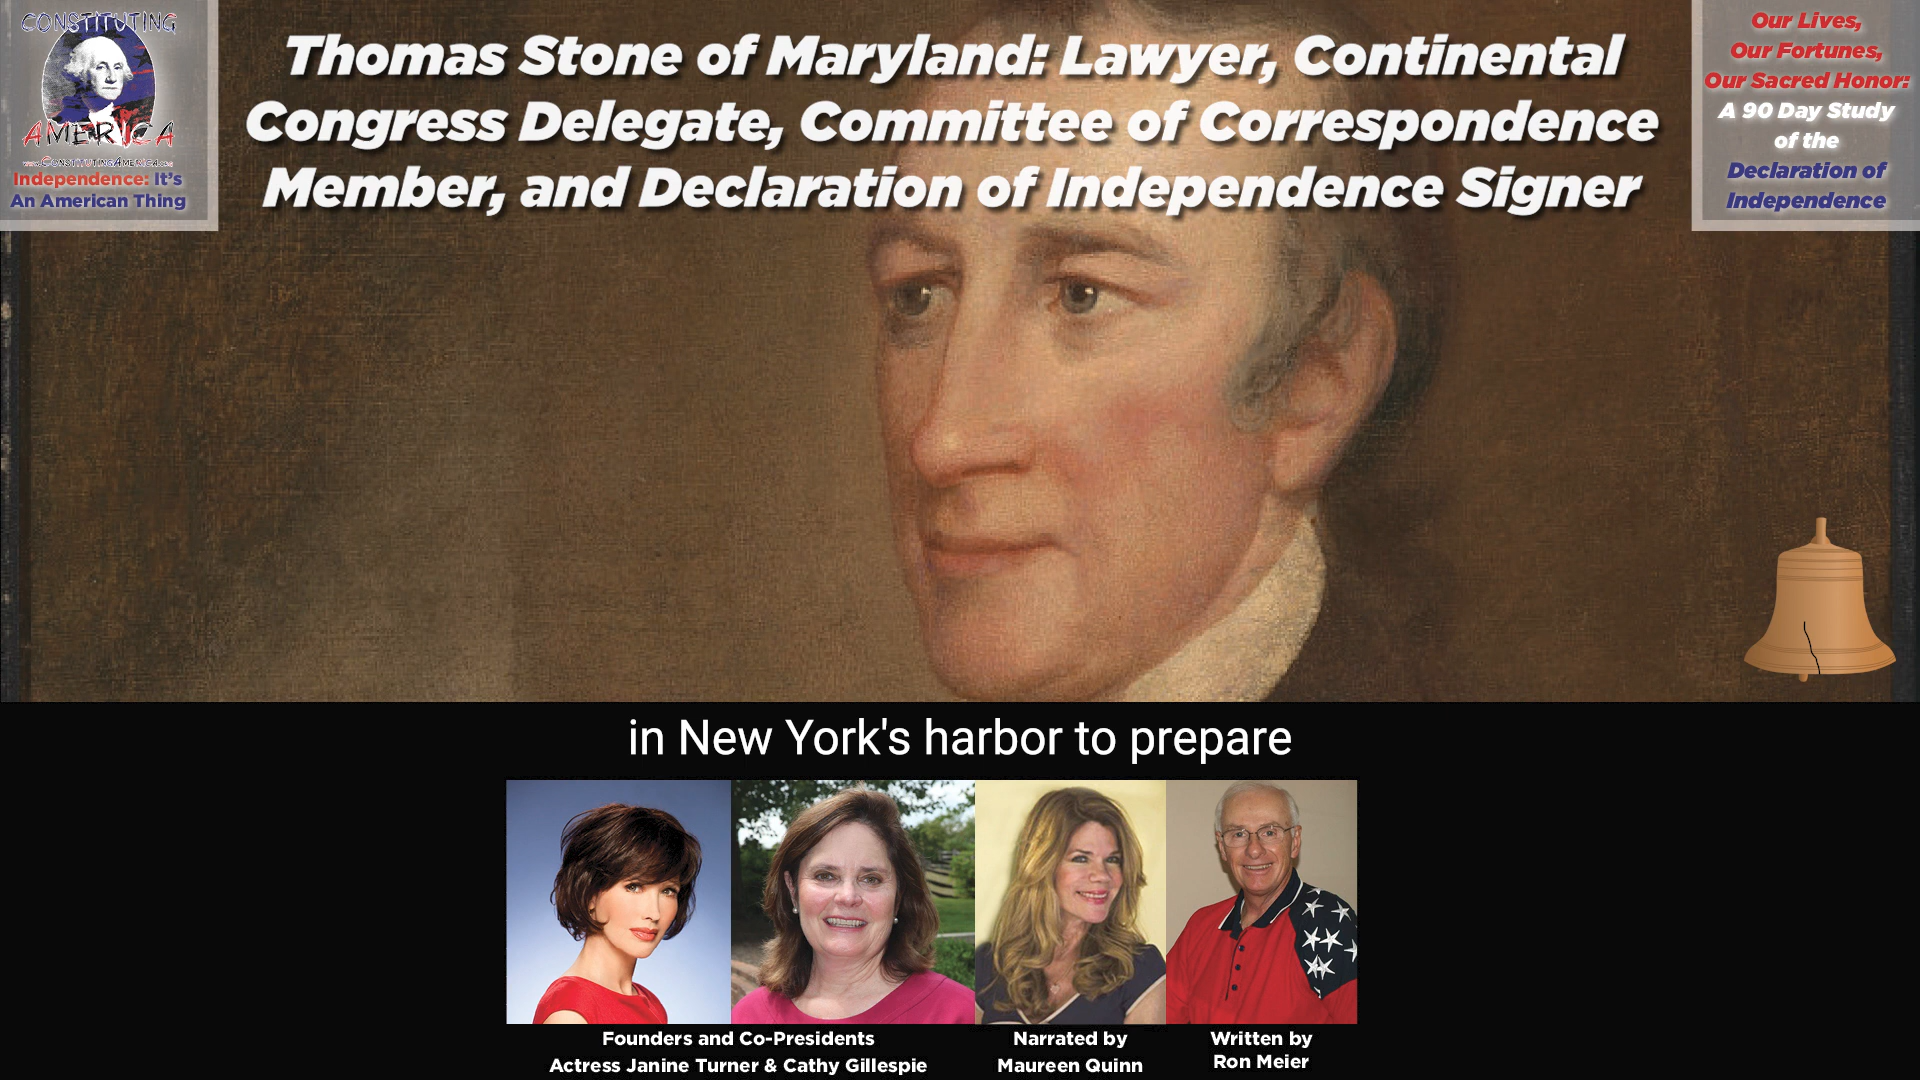 CONSTITUTING
AMERICA
www.ConstitutingAmerica.org
Independence: It's
An American Thing
Thomas Stone of Maryland: Lawyer, Continental
Congress Delegate, Committee of Correspondence
Member, and Declaration of Independence Signer
Our Lives,
Our Fortunes,
Our Sacred Honor:
A 90 Day Study
of the
Declaration of
Independence
in New York's harbor to prepare
Founders and Co-Presidents
Actress Janine Turner & Cathy Gillespie
Narrated by
Maureen Quinn
Written by
Ron Meier